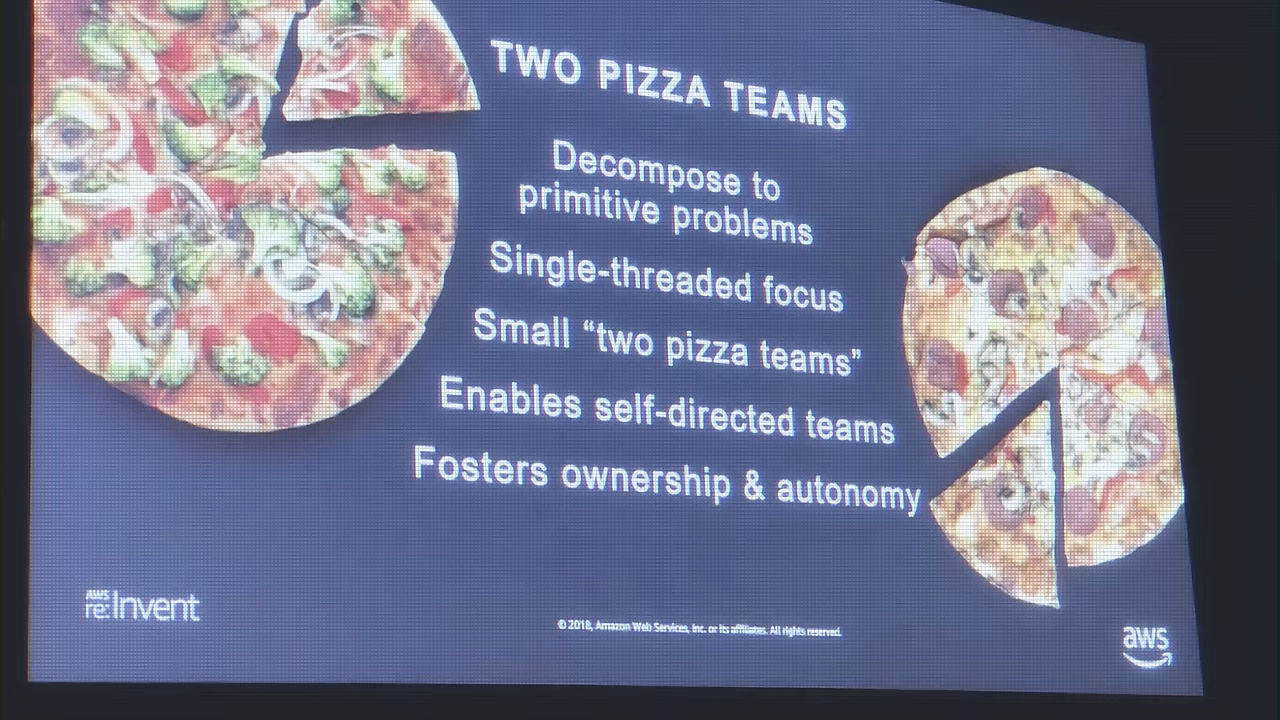 TWO PIZZA TEAMS
Decompose to
primitive problems
Single-threaded focus
Small “two pizza teams”
Enables self-directed teams
Fosters ownership & autonomy
AWS
re:Invent
© 2018, Amazon Web Services, Inc. or its affiliates. All rights reserved.
aws